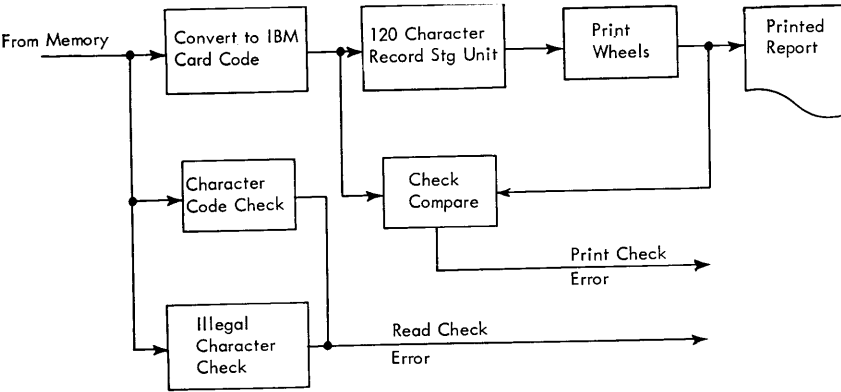 From Memory
Convert to IBM
Card Code
120 Character
Record Stg Unit
Print
Wheels
Printed
Report
Character
Code Check
Check
Compare
Print Check
Error
Illegal
Character
Check
Read Check
Error